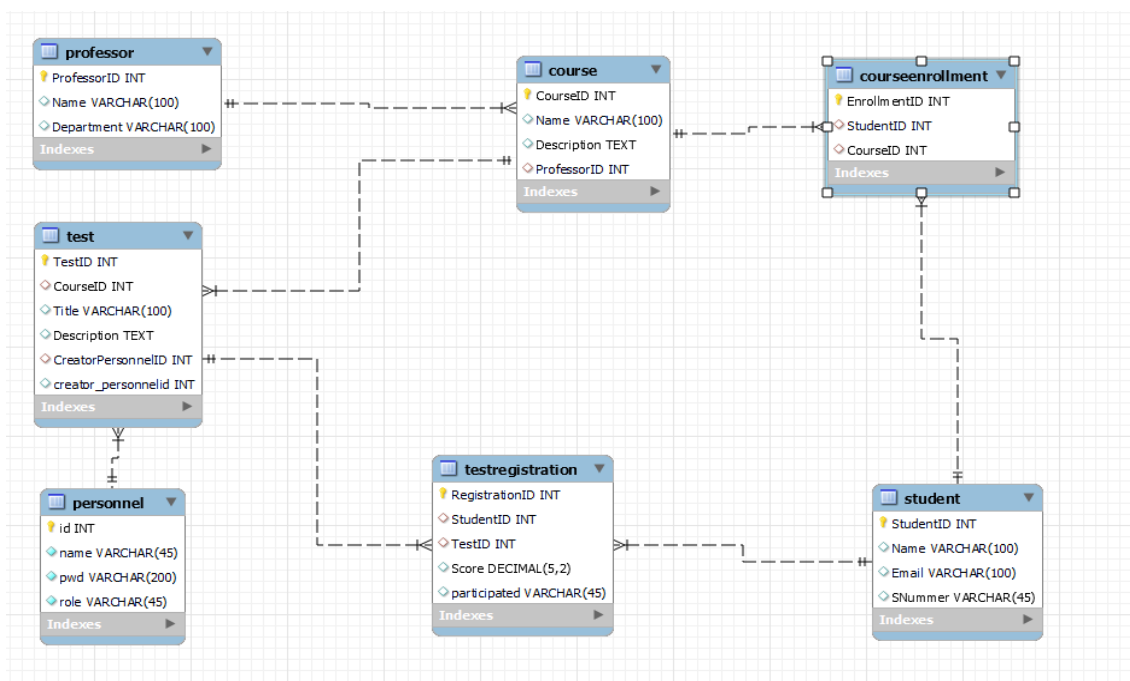 professor
ProfessorID INT
Name VARCHAR(100)
Department VARCHAR(100)
Indexes
course
CourseID INT
Name VARCHAR(100)
Description TEXT
ProfessorID INT
Indexes
courseenrollment
EnrollmentID INT
StudentID INT
CourseID INT
Indexes
test
TestID INT
CourseID INT
Title VARCHAR(100)
Description TEXT
CreatorPersonnelID INT
creator_personnelid INT
Indexes
personnel
id INT
name VARCHAR(45)
pwd VARCHAR(200)
role VARCHAR(45)
Indexes
testregistration
RegistrationID INT
StudentID INT
TestID INT
Score DECIMAL(5,2)
participated VARCHAR(45)
Indexes
student
StudentID INT
Name VARCHAR(100)
Email VARCHAR(100)
SNummer VARCHAR(45)
Indexes